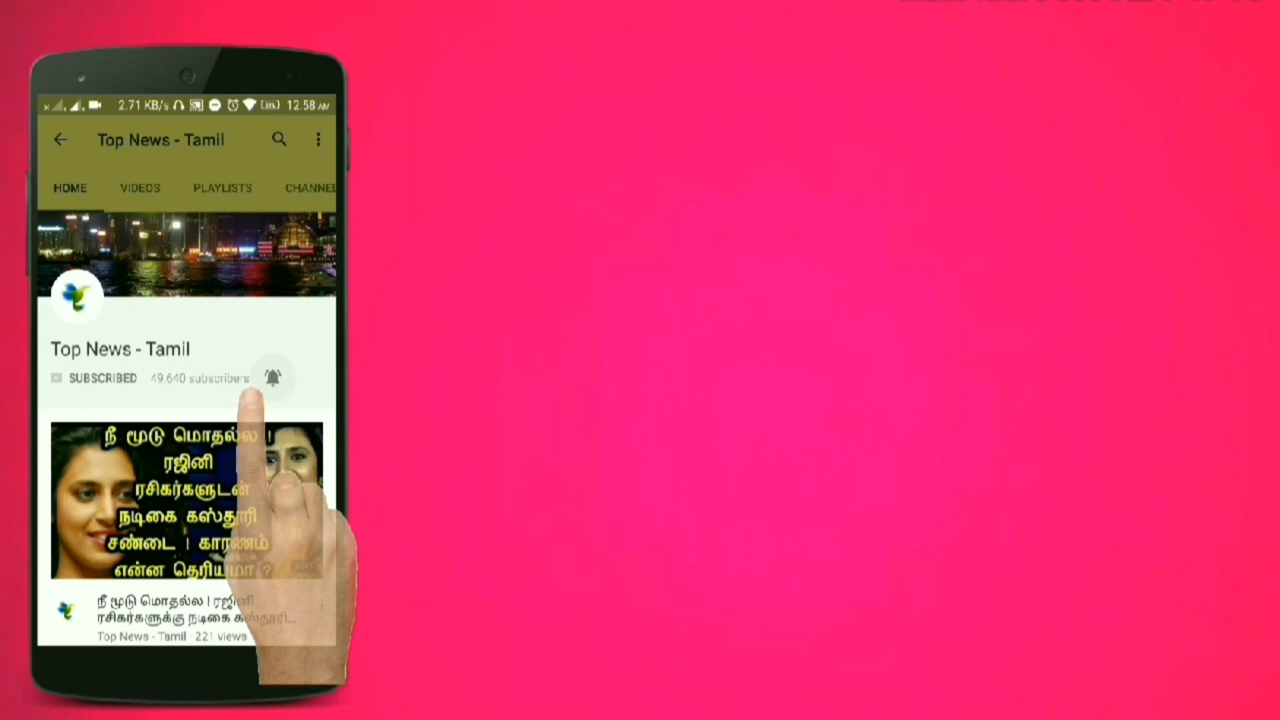 2.71 KB/s 12:58 AM
Top News - Tamil
HOME VIDEOS PLAYLISTS CHANNEL
Top News - Tamil
SUBSCRIBED 49,640 subscribers
நீ மூடு மொதல்ல !
ரஜினி
ரசிகர்களுடன்
நடிகை கஸ்தூரி
சண்டை ! காரணம்
என்ன தெரியுமா ?
நீ மூடு மொதல்ல ! ரஜினி
ரசிகர்களுக்கு நடிகை கஸ்தூரி...
Top News - Tamil · 221 views